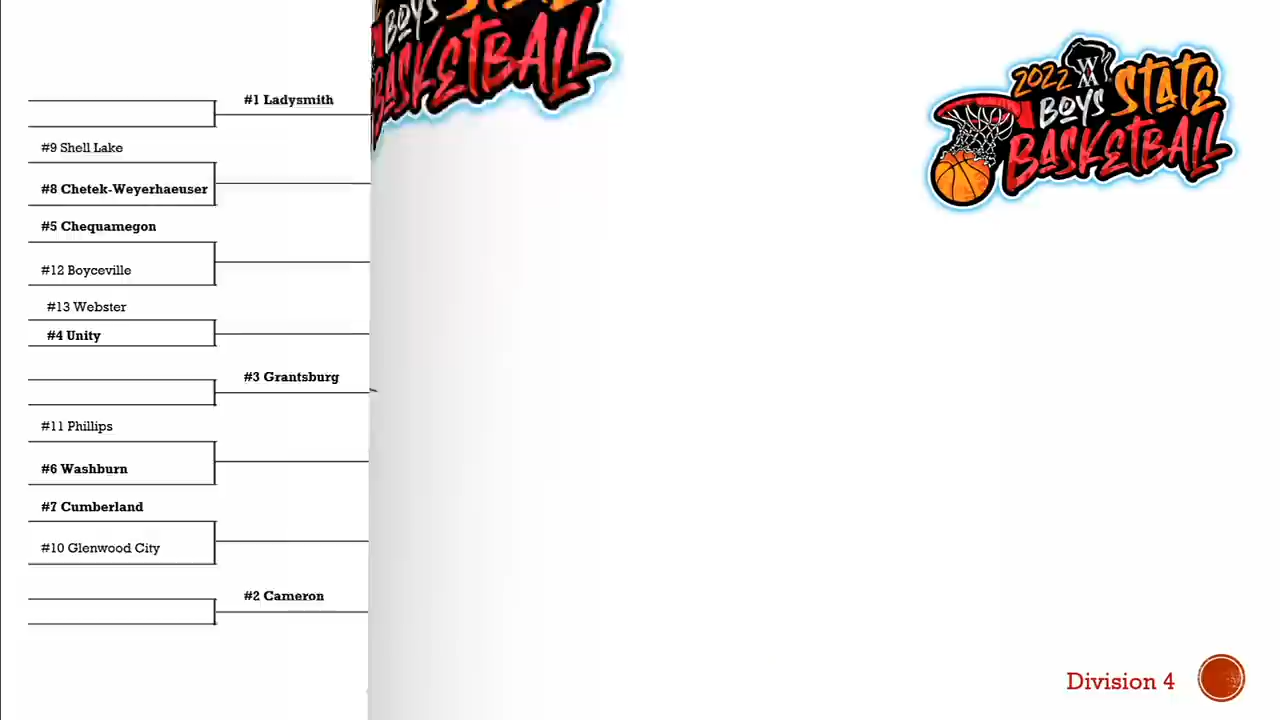 #1 Ladysmith
#9 Shell Lake
#8 Chetek-Weyerhaeuser
#5 Chequamegon
#12 Boyceville
#13 Webster
#4 Unity
#3 Grantsburg
#11 Phillips
#6 Washburn
#7 Cumberland
#10 Glenwood City
#2 Cameron
BOYS STATE
BASKETBALL
2022 STATE
BOYS
BASKETBALL
Division 4